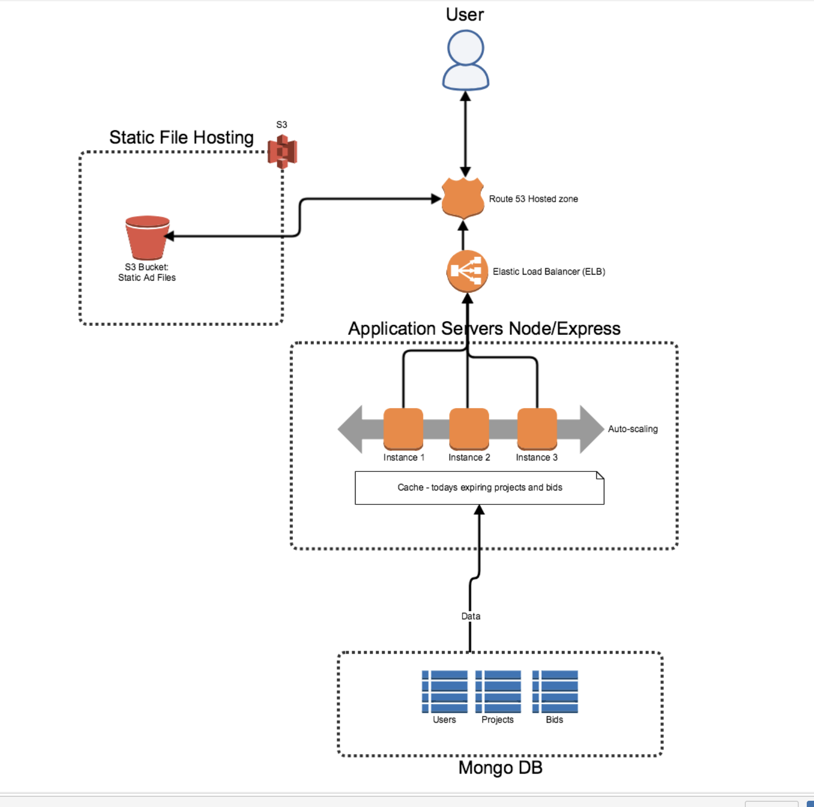 User
S3
Static File Hosting
Route 53 Hosted zone
S3 Bucket:
Static Ad Files
Elastic Load Balancer (ELB)
Application Servers Node/Express
Auto-scaling
Instance 1
Instance 2
Instance 3
Cache - todays expiring projects and bids
Data
Users
Projects
Bids
Mongo DB